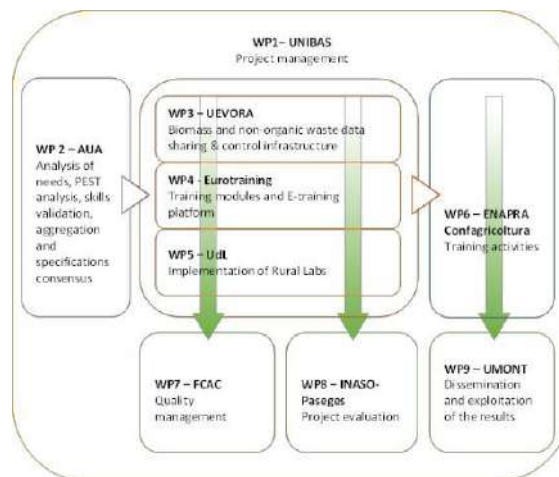 WP1– UNIBAS
Project management
WP 2 – AUA
Analysis of
needs, PEST
analysis, skills
validation,
aggregation
and
specifications
consensus
WP3 – UEVORA
Biomass and non-organic waste data
sharing & control infrastructure
WP4 - Eurotraining
Training modules and E-training
platform
WP5 – UdL
Implementation of Rural Labs
WP6 – ENAPRA
Confagricoltura
Training activities
WP7 – FCAC
Quality
management
WP8 – INASO-
Paseges
Project evaluation
WP9 – UMONT
Dissemination
and exploitation
of the results